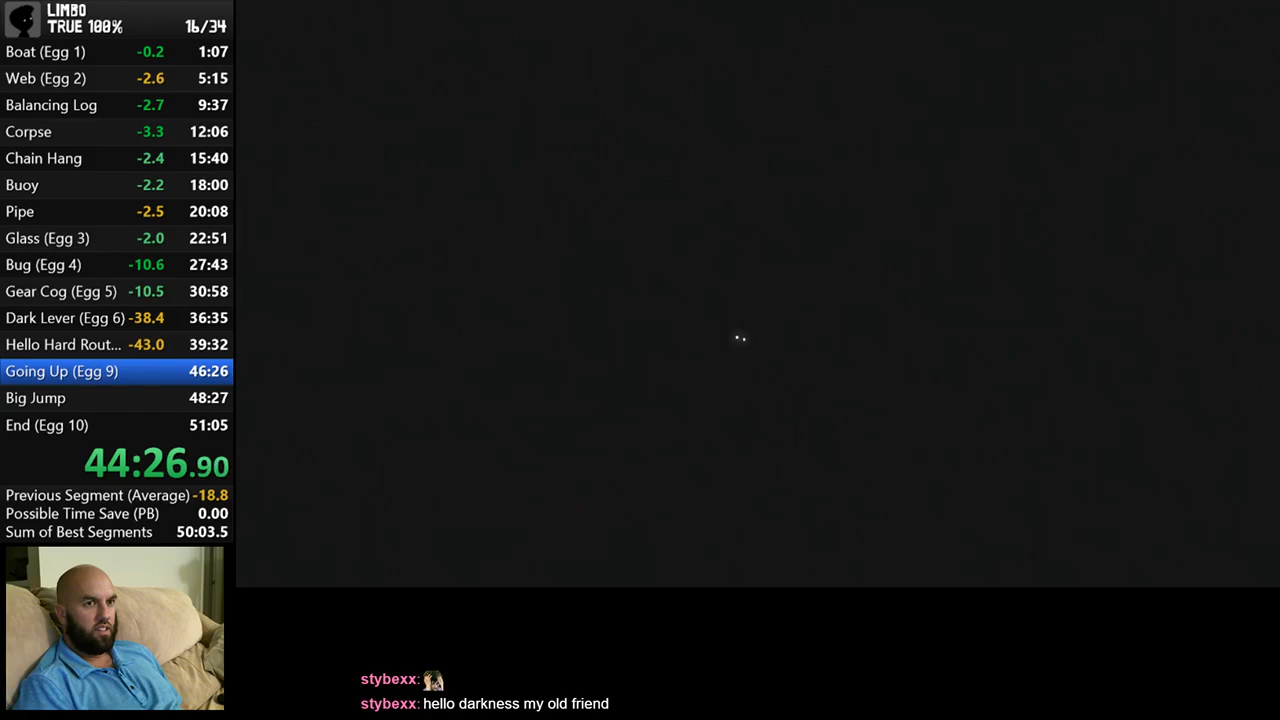 LIMBO
TRUE 100% 16/34
Boat (Egg 1) -0.2 1:07
Web (Egg 2) -2.6 5:15
Balancing Log -2.7 9:37
Corpse -3.3 12:06
Chain Hang -2.4 15:40
Buoy -2.2 18:00
Pipe -2.5 20:08
Glass (Egg 3) -2.0 22:51
Bug (Egg 4) -10.6 27:43
Gear Cog (Egg 5) -10.5 30:58
Dark Lever (Egg 6) -38.4 36:35
Hello Hard Rout... -43.0 39:32
Going Up (Egg 9) 46:26
Big Jump 48:27
End (Egg 10) 51:05
44:26.90
Previous Segment (Average) -18.8
Possible Time Save (PB) 0.00
Sum of Best Segments 50:03.5
stybexx:
stybexx: hello darkness my old friend